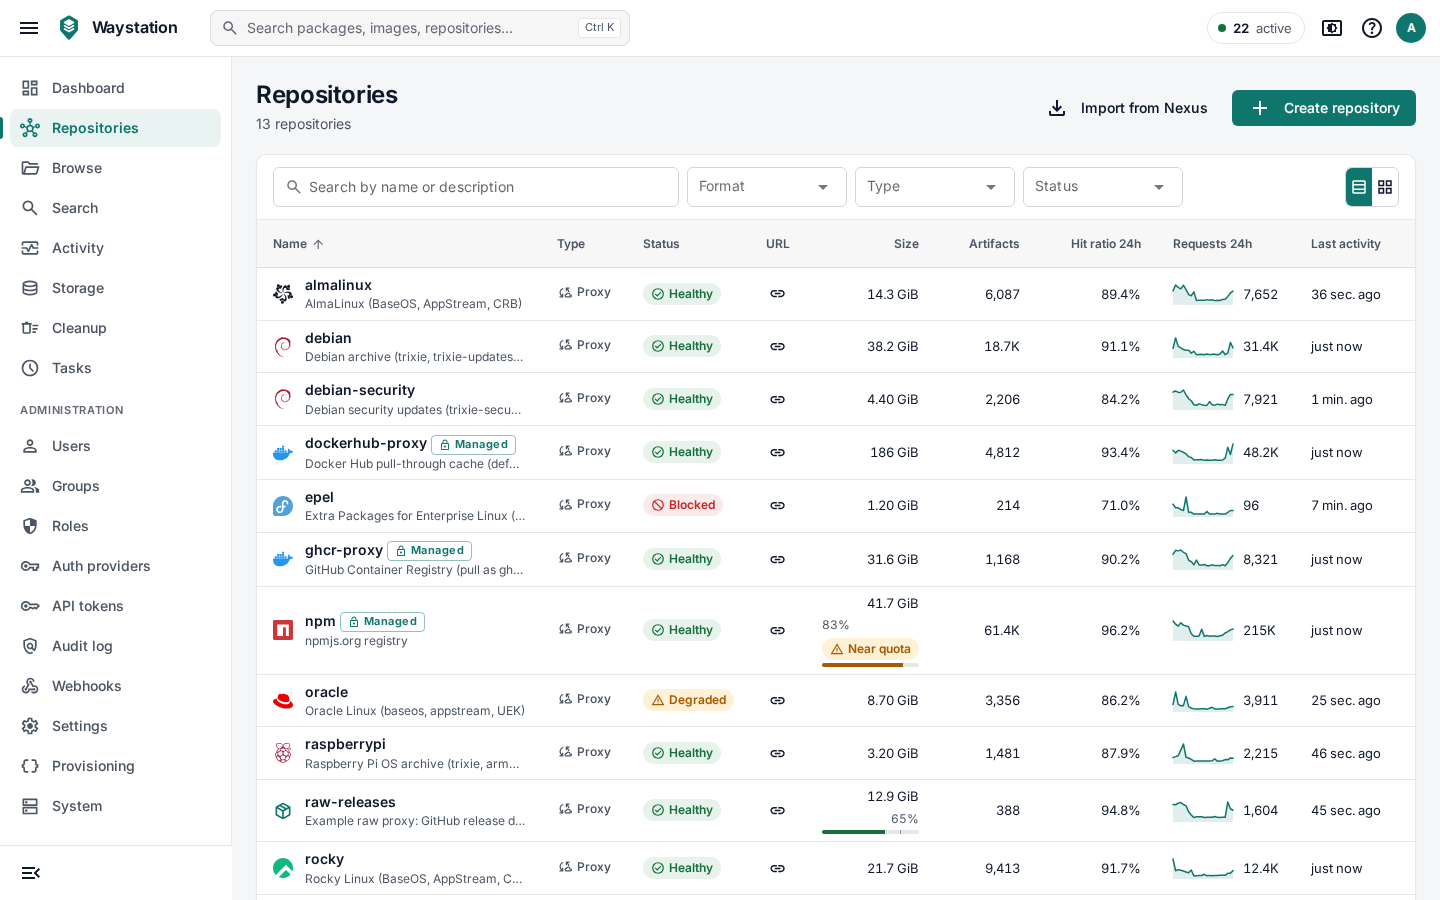 Waystation
Search packages, images, repositories...
Ctrl K
22 active
A
Dashboard
Repositories
Browse
Search
Activity
Storage
Cleanup
Tasks
ADMINISTRATION
Users
Groups
Roles
Auth providers
API tokens
Audit log
Webhooks
Settings
Provisioning
System
Repositories
13 repositories
Import from Nexus
Create repository
Search by name or description
Format
Type
Status
Name Type Status URL Size Artifacts Hit ratio 24h Requests 24h Last activity
almalinux
AlmaLinux (BaseOS, AppStream, CRB)
Proxy Healthy 14.3 GiB 6,087 89.4% 7,652 36 sec. ago
debian
Debian archive (trixie, trixie-updates...
Proxy Healthy 38.2 GiB 18.7K 91.1% 31.4K just now
debian-security
Debian security updates (trixie-secu...
Proxy Healthy 4.40 GiB 2,206 84.2% 7,921 1 min. ago
dockerhub-proxy Managed
Docker Hub pull-through cache (def...
Proxy Healthy 186 GiB 4,812 93.4% 48.2K just now
epel
Extra Packages for Enterprise Linux (...
Proxy Blocked 1.20 GiB 214 71.0% 96 7 min. ago
ghcr-proxy Managed
GitHub Container Registry (pull as gh...
Proxy Healthy 31.6 GiB 1,168 90.2% 8,321 just now
npm Managed
npmjs.org registry
Proxy Healthy 41.7 GiB
83%
Near quota
61.4K 96.2% 215K just now
oracle
Oracle Linux (baseos, appstream, UEK)
Proxy Degraded 8.70 GiB 3,356 86.2% 3,911 25 sec. ago
raspberrypi
Raspberry Pi OS archive (trixie, arm...
Proxy Healthy 3.20 GiB 1,481 87.9% 2,215 46 sec. ago
raw-releases
Example raw proxy: GitHub release d...
Proxy Healthy 12.9 GiB
65%
388 94.8% 1,604 45 sec. ago
rocky
Rocky Linux (BaseOS, AppStream, C...
Proxy Healthy 21.7 GiB 9,413 91.7% 12.4K just now